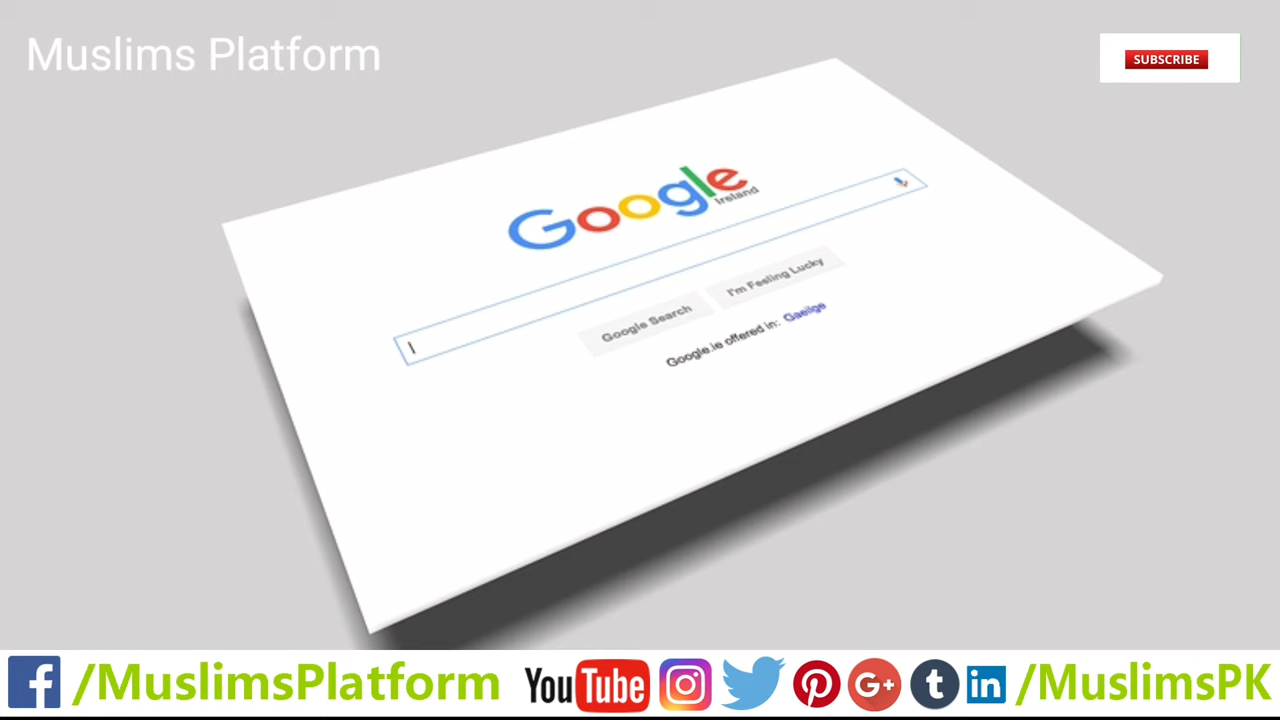 Muslims Platform
SUBSCRIBE
Google
Ireland
Google Search
I'm Feeling Lucky
Google.ie offered in: Gaeilge
/MuslimsPlatform YouTube /MuslimsPK